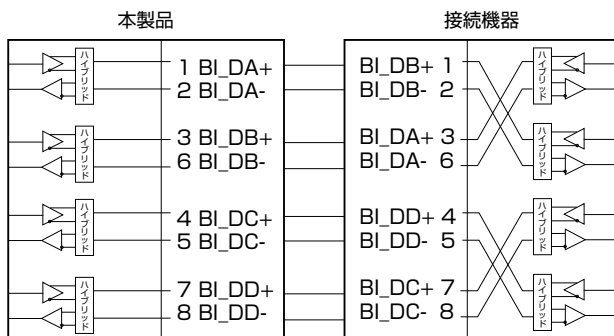 本製品
接続機器
ハイブリッド
1 BI_DA+
2 BI_DA-
BI_DB+ 1
BI_DB- 2
ハイブリッド
ハイブリッド
3 BI_DB+
6 BI_DB-
BI_DA+ 3
BI_DA- 6
ハイブリッド
ハイブリッド
4 BI_DC+
5 BI_DC-
BI_DD+ 4
BI_DD- 5
ハイブリッド
ハイブリッド
7 BI_DD+
8 BI_DD-
BI_DC+ 7
BI_DC- 8
ハイブリッド